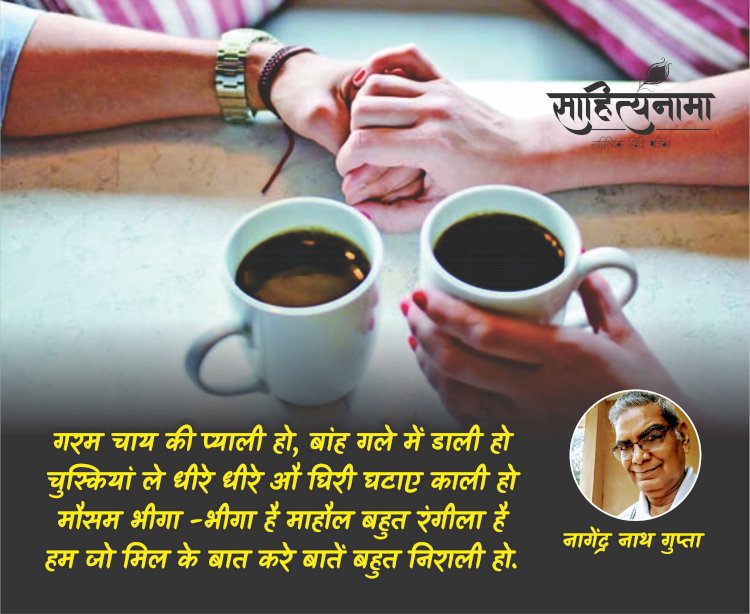 साहित्यनामा
गरम चाय की प्याली हो, बांह गले में डाली हो
चुस्कियां ले धीरे धीरे औ घिरी घटाए काली हो
मौसम भीगा -भीगा है माहौल बहुत रंगीला है
हम जो मिल के बात करे बातें बहुत निराली हो.
नागेंद्र नाथ गुप्ता